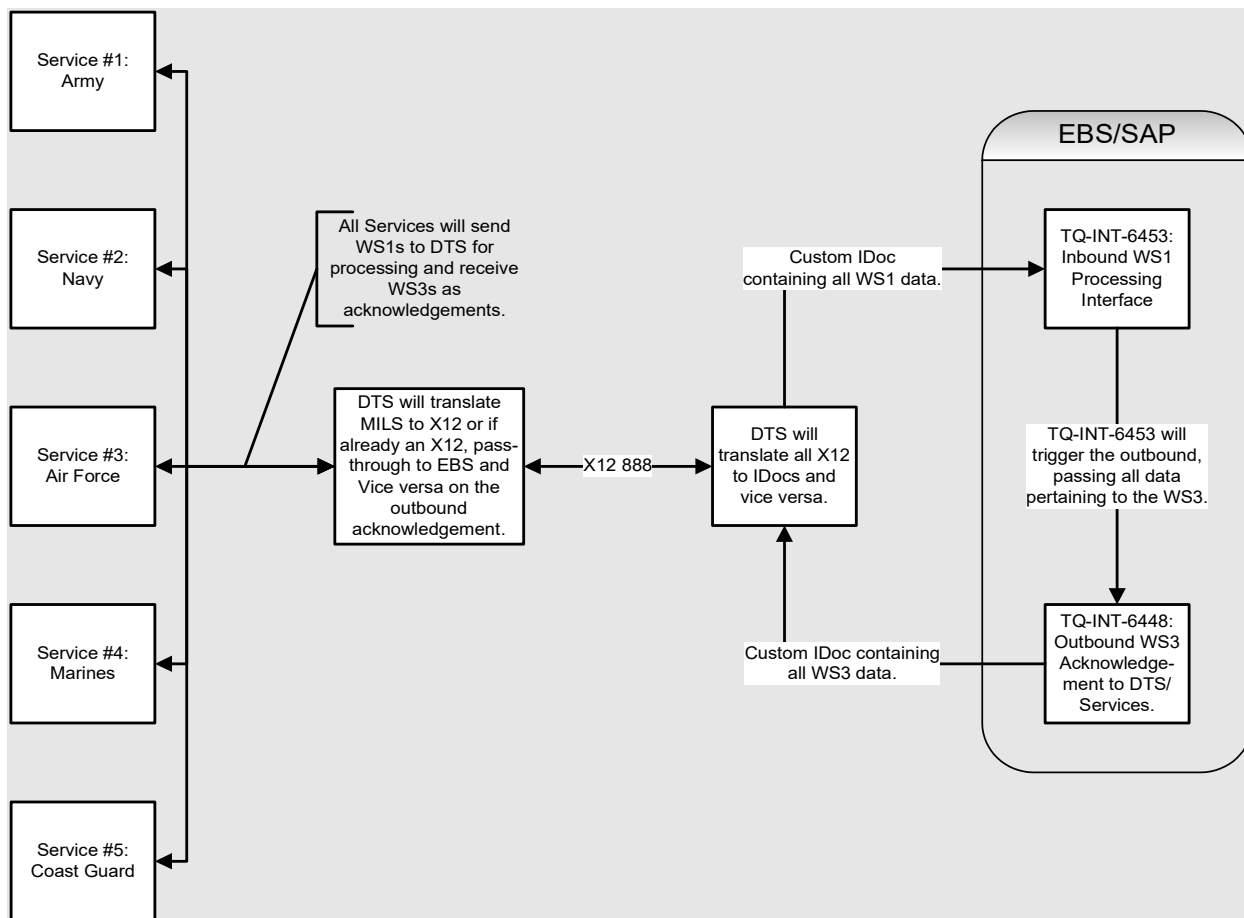 Service #1:
Army
Service #2:
Navy
Service #3:
Air Force
Service #4:
Marines
Service #5:
Coast Guard
All Services will send
WS1s to DTS for
processing and receive
WS3s as
acknowledgements.
DTS will translate
MILS to X12 or if
already an X12, pass-
through to EBS and
Vice versa on the
outbound
acknowledgement.
X12 888
DTS will
translate all X12
to IDocs and
vice versa.
Custom IDoc
containing all WS1 data.
Custom IDoc containing
all WS3 data.
EBS/SAP
TQ-INT-6453:
Inbound WS1
Processing
Interface
TQ-INT-6453 will
trigger the outbound,
passing all data
pertaining to the WS3.
TQ-INT-6448:
Outbound WS3
Acknowledge-
ment to DTS/
Services.